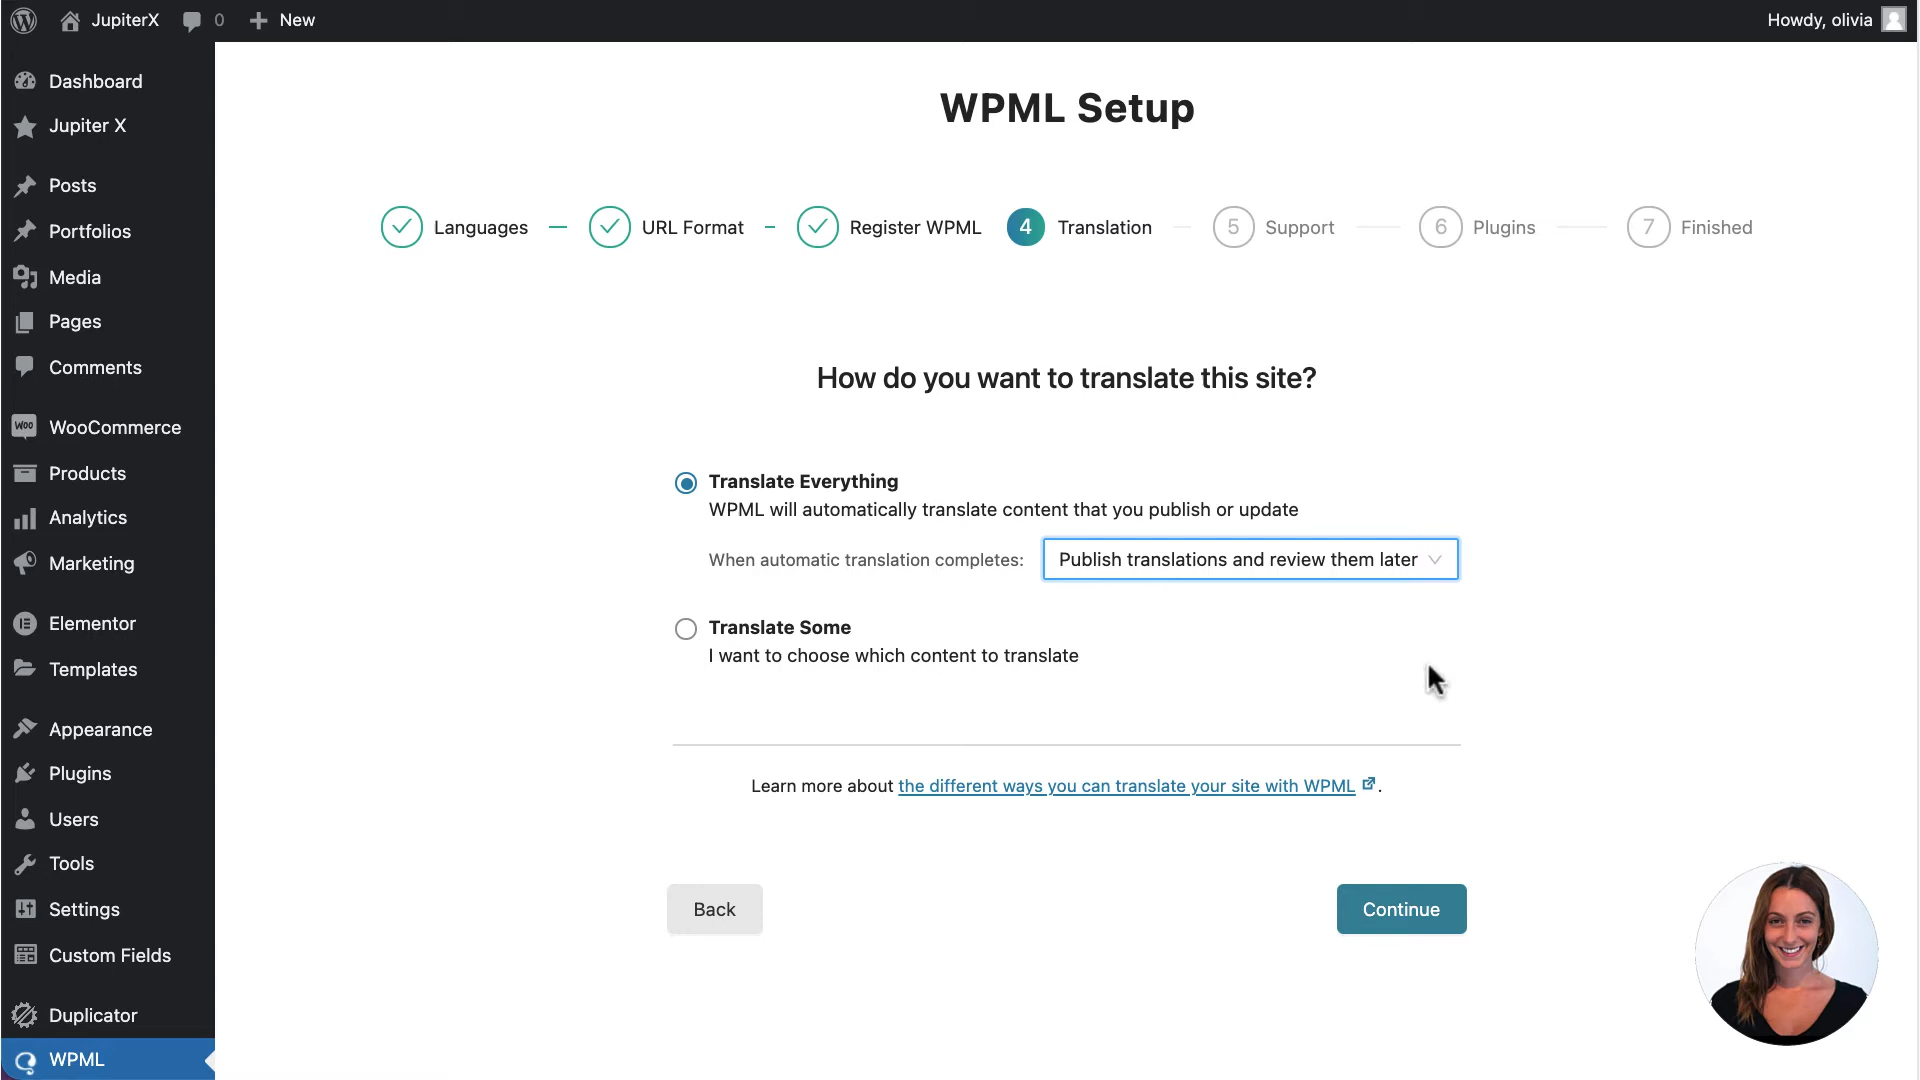 JupiterX
0
New
Howdy, olivia
Dashboard
Jupiter X
Posts
Portfolios
Media
Pages
Comments
Woo
WooCommerce
Products
Analytics
Marketing
Elementor
Templates
Appearance
Plugins
Users
Tools
Settings
Custom Fields
Duplicator
WPML
WPML Setup
Languages
URL Format
Register WPML
4 Translation
5 Support
6 Plugins
7 Finished
How do you want to translate this site?
Translate Everything
WPML will automatically translate content that you publish or update
When automatic translation completes: Publish translations and review them later
Translate Some
I want to choose which content to translate
Learn more about the different ways you can translate your site with WPML .
Back
Continue